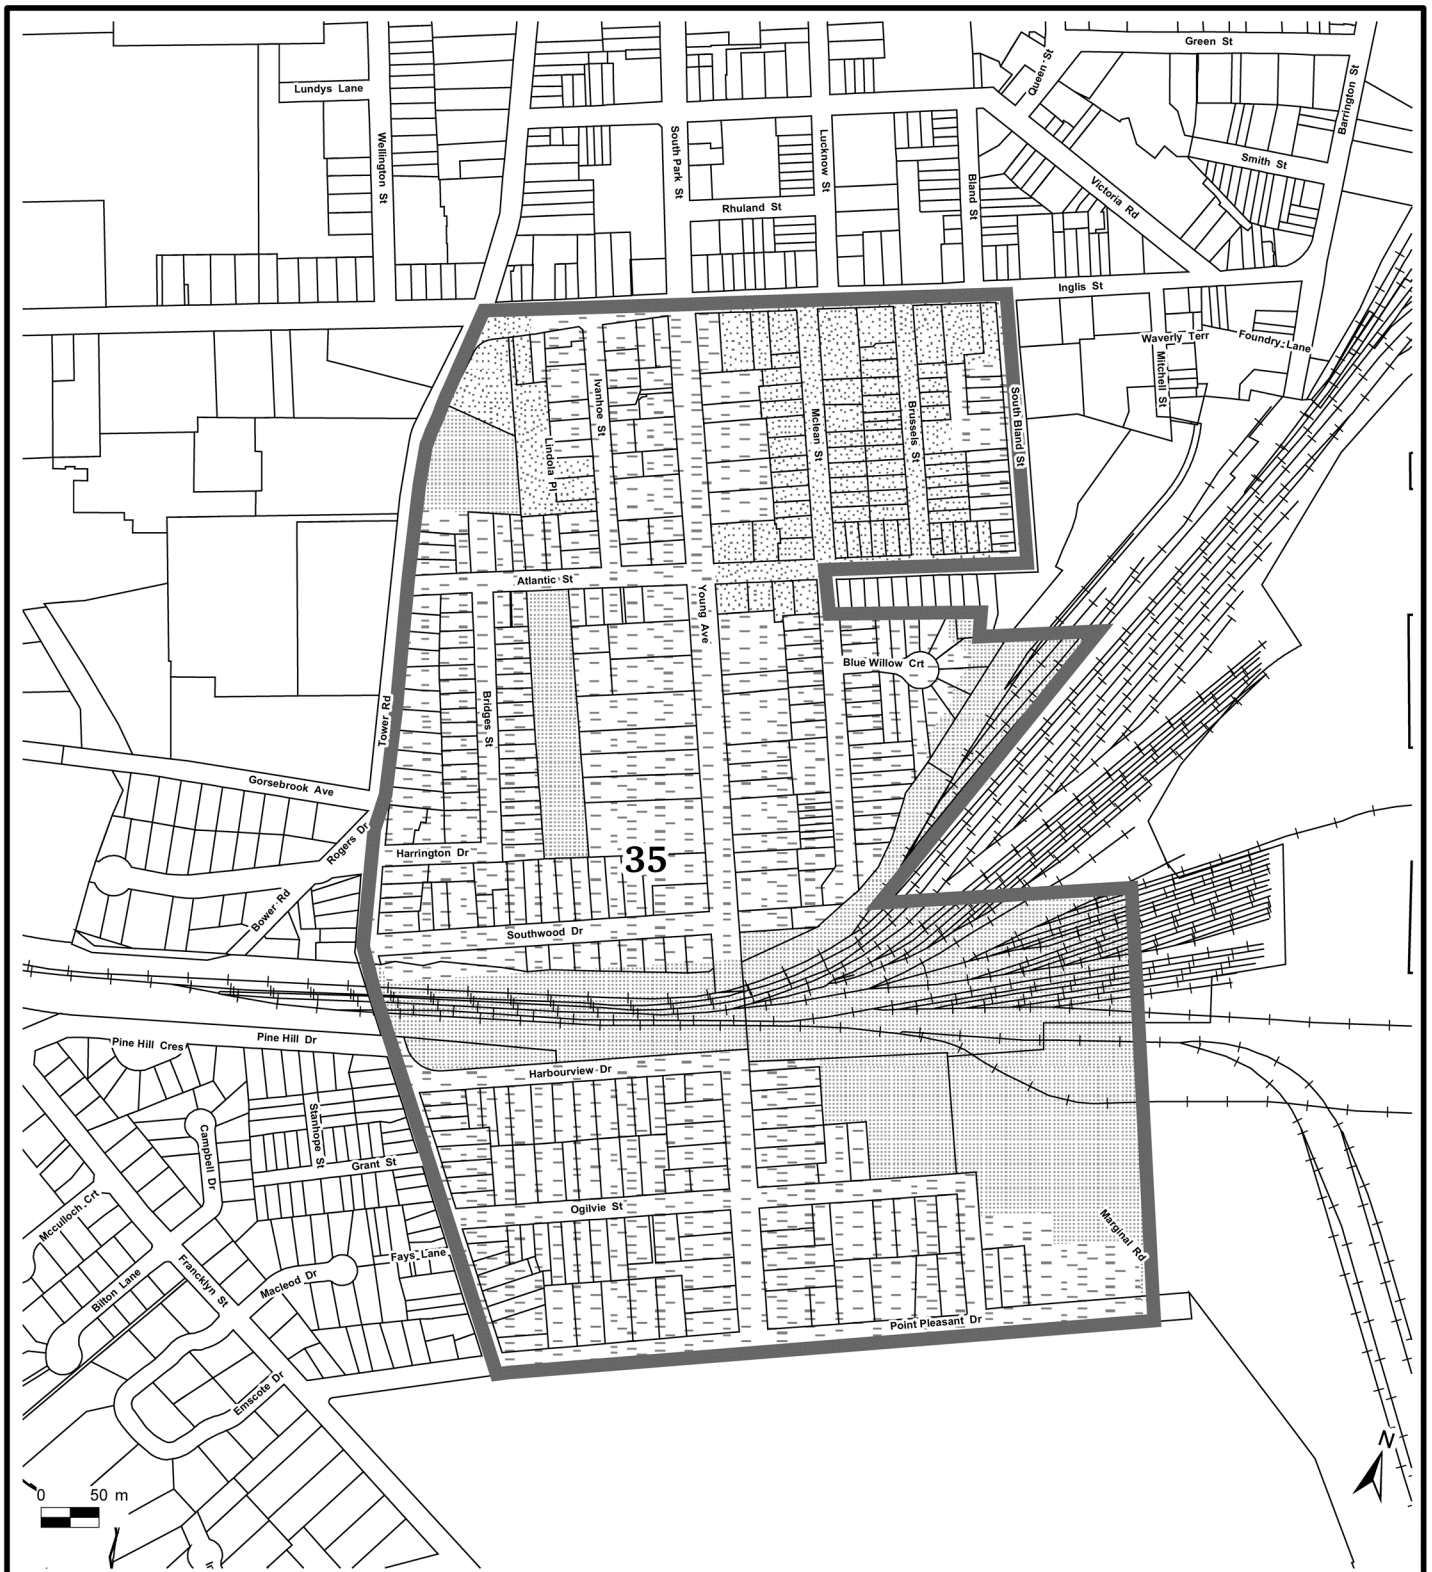 Green St
Queen St
Barrington St
Lundys Lane
Wellington St
South Park St
Lucknow St
Bland St
Smith St
Victoria Rd
Rhuland St
Inglis St
Waverly Terr
Foundry Lane
Mitchell St
Ivanhoe St
Lindola Pl
Mclean St
Brussels St
South Bland St
Atlantic St
Young Ave
Blue Willow Crt
Tower Rd
Bridges St
Gorsebrook Ave
Rogers Dr
Harrington Dr
35
Bower Rd
Southwood Dr
Pine Hill Dr
Pine Hill Cres
Harbourview Dr
Stanhope St
Campbell Dr
Grant St
Mcculloch Crt
Ogilvie St
Marginal Rd
Fays Lane
Francklyn St
Macleod Dr
Bilton Lane
Point Pleasant Dr
Emscote Dr
N
0 50 m